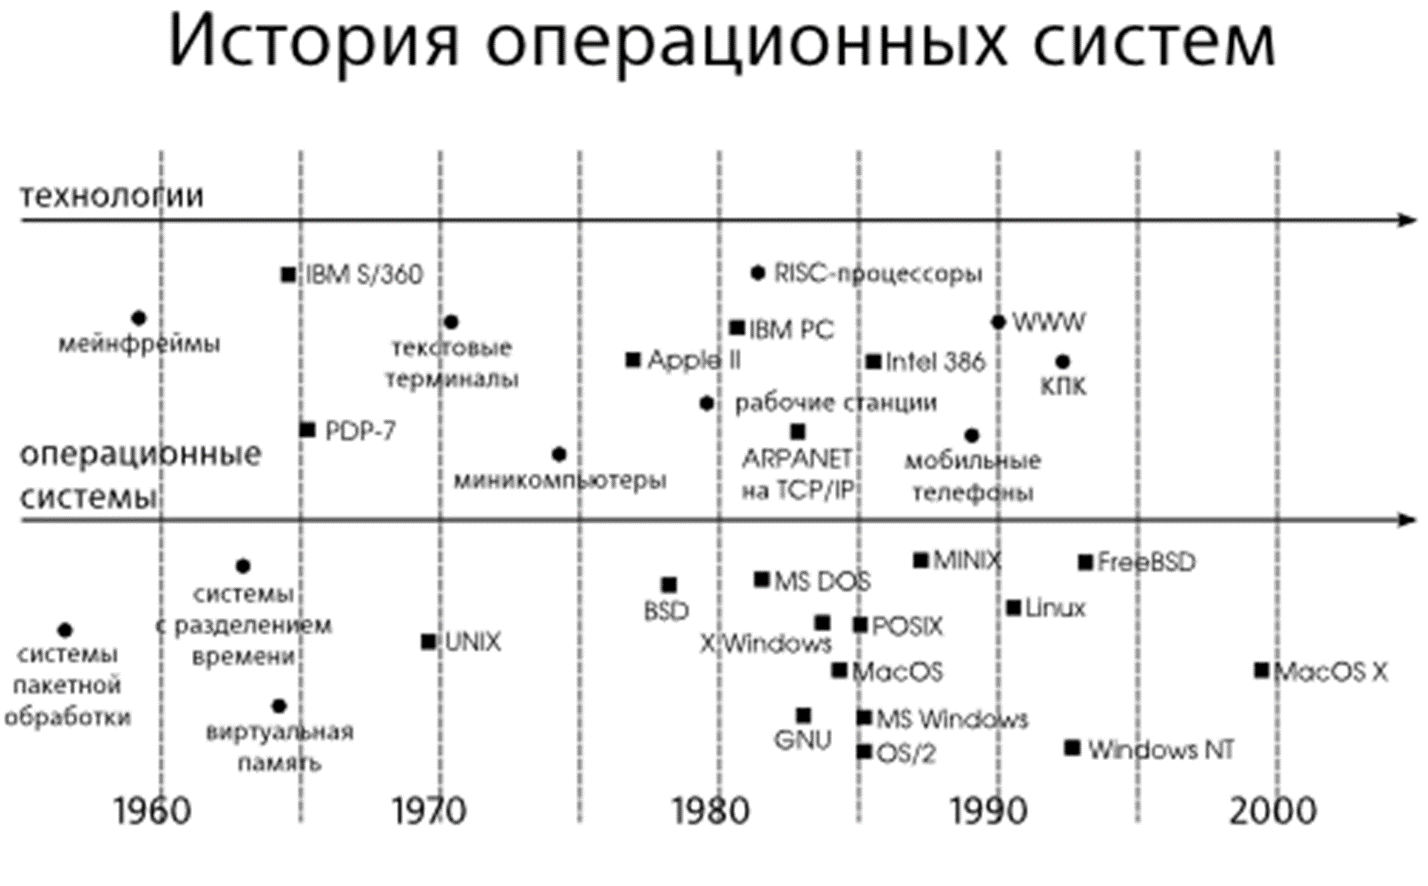 История операционных систем
технологии
IBM S/360
RISC-процессоры
мейнфреймы
текстовые
терминалы
IBM PC
WWW
Apple II
Intel 386
КПК
рабочие станции
PDP-7
ARPANET
на TCP/IP
мобильные
телефоны
миникомпьютеры
операционные
системы
системы
с разделением
времени
BSD
MS DOS
MINIX
FreeBSD
Linux
системы
пакетной
обработки
UNIX
X Windows
POSIX
MacOS
MacOS X
виртуальная
память
GNU
MS Windows
OS/2
Windows NT
1960
1970
1980
1990
2000